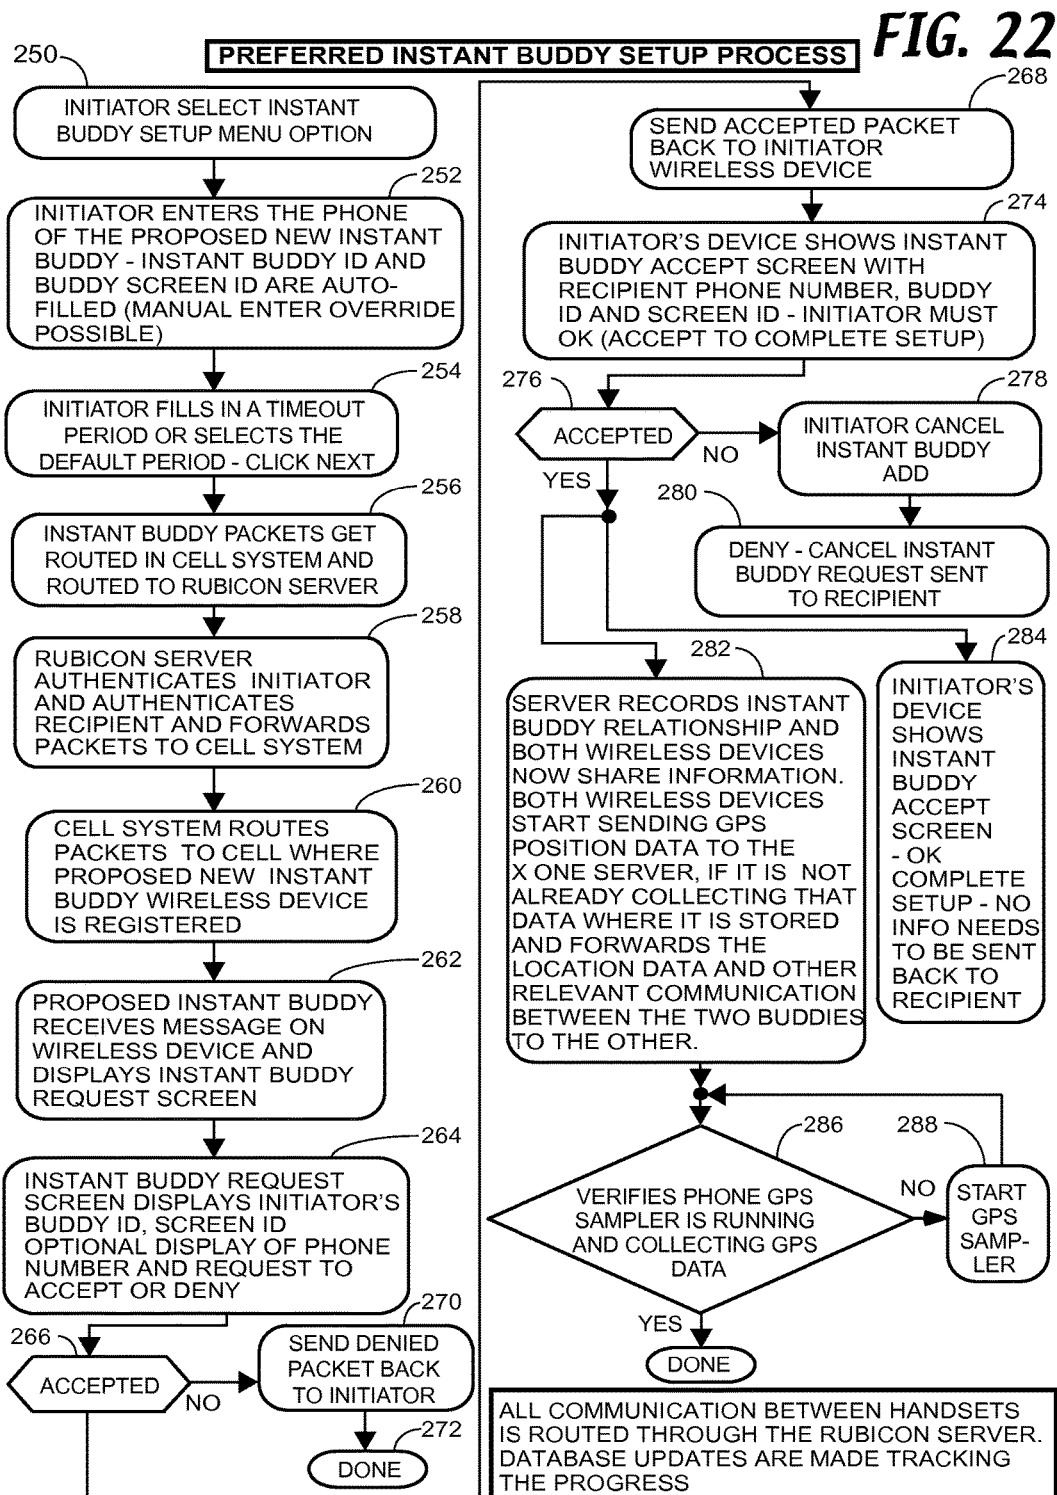 FIG. 22
PREFERRED INSTANT BUDDY SETUP PROCESS
250
INITIATOR SELECT INSTANT
BUDDY SETUP MENU OPTION
252
INITIATOR ENTERS THE PHONE
OF THE PROPOSED NEW INSTANT
BUDDY - INSTANT BUDDY ID AND
BUDDY SCREEN ID ARE AUTO-
FILLED (MANUAL ENTER OVERRIDE
POSSIBLE)
254
INITIATOR FILLS IN A TIMEOUT
PERIOD OR SELECTS THE
DEFAULT PERIOD - CLICK NEXT
256
INSTANT BUDDY PACKETS GET
ROUTED IN CELL SYSTEM AND
ROUTED TO RUBICON SERVER
258
RUBICON SERVER
AUTHENTICATES INITIATOR
AND AUTHENTICATES
RECIPIENT AND FORWARDS
PACKETS TO CELL SYSTEM
260
CELL SYSTEM ROUTES
PACKETS TO CELL WHERE
PROPOSED NEW INSTANT
BUDDY WIRELESS DEVICE
IS REGISTERED
262
PROPOSED INSTANT BUDDY
RECEIVES MESSAGE ON
WIRELESS DEVICE AND
DISPLAYS INSTANT BUDDY
REQUEST SCREEN
264
INSTANT BUDDY REQUEST
SCREEN DISPLAYS INITIATOR'S
BUDDY ID, SCREEN ID
OPTIONAL DISPLAY OF PHONE
NUMBER AND REQUEST TO
ACCEPT OR DENY
266
ACCEPTED
NO
270
SEND DENIED
PACKET BACK
TO INITIATOR
272
DONE
268
SEND ACCEPTED PACKET
BACK TO INITIATOR
WIRELESS DEVICE
274
INITIATOR'S DEVICE SHOWS INSTANT
BUDDY ACCEPT SCREEN WITH
RECIPIENT PHONE NUMBER, BUDDY
ID AND SCREEN ID - INITIATOR MUST
OK (ACCEPT TO COMPLETE SETUP)
276
ACCEPTED
NO
YES
278
INITIATOR CANCEL
INSTANT BUDDY
ADD
280
DENY - CANCEL INSTANT
BUDDY REQUEST SENT
TO RECIPIENT
282
SERVER RECORDS INSTANT
BUDDY RELATIONSHIP AND
BOTH WIRELESS DEVICES
NOW SHARE INFORMATION.
BOTH WIRELESS DEVICES
START SENDING GPS
POSITION DATA TO THE
X ONE SERVER, IF IT IS NOT
ALREADY COLLECTING THAT
DATA WHERE IT IS STORED
AND FORWARDS THE
LOCATION DATA AND OTHER
RELEVANT COMMUNICATION
BETWEEN THE TWO BUDDIES
TO THE OTHER.
284
INITIATOR'S
DEVICE
SHOWS
INSTANT
BUDDY
ACCEPT
SCREEN
- OK
COMPLETE
SETUP - NO
INFO NEEDS
TO BE SENT
BACK TO
RECIPIENT
286
VERIFIES PHONE GPS
SAMPLER IS RUNNING
AND COLLECTING GPS
DATA
NO
288
START
GPS
SAMP-
LER
YES
DONE
ALL COMMUNICATION BETWEEN HANDSETS
IS ROUTED THROUGH THE RUBICON SERVER.
DATABASE UPDATES ARE MADE TRACKING
THE PROGRESS